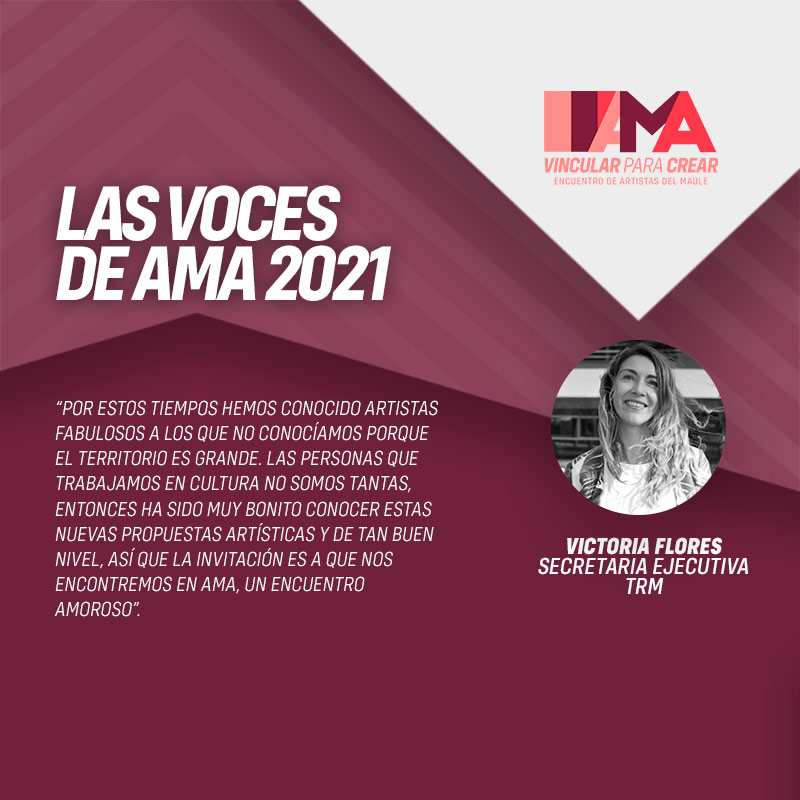 AMA
VINCULAR PARA CREAR
ENCUENTRO DE ARTISTAS DEL MAULE
LAS VOCES
DE AMA 2021
“POR ESTOS TIEMPOS HEMOS CONOCIDO ARTISTAS
FABULOSOS A LOS QUE NO CONOCÍAMOS PORQUE
EL TERRITORIO ES GRANDE. LAS PERSONAS QUE
TRABAJAMOS EN CULTURA NO SOMOS TANTAS,
ENTONCES HA SIDO MUY BONITO CONOCER ESTAS
NUEVAS PROPUESTAS ARTÍSTICAS Y DE TAN BUEN
NIVEL, ASÍ QUE LA INVITACIÓN ES A QUE NOS
ENCONTREMOS EN AMA, UN ENCUENTRO
AMOROSO”.
VICTORIA FLORES
SECRETARIA EJECUTIVA
TRM